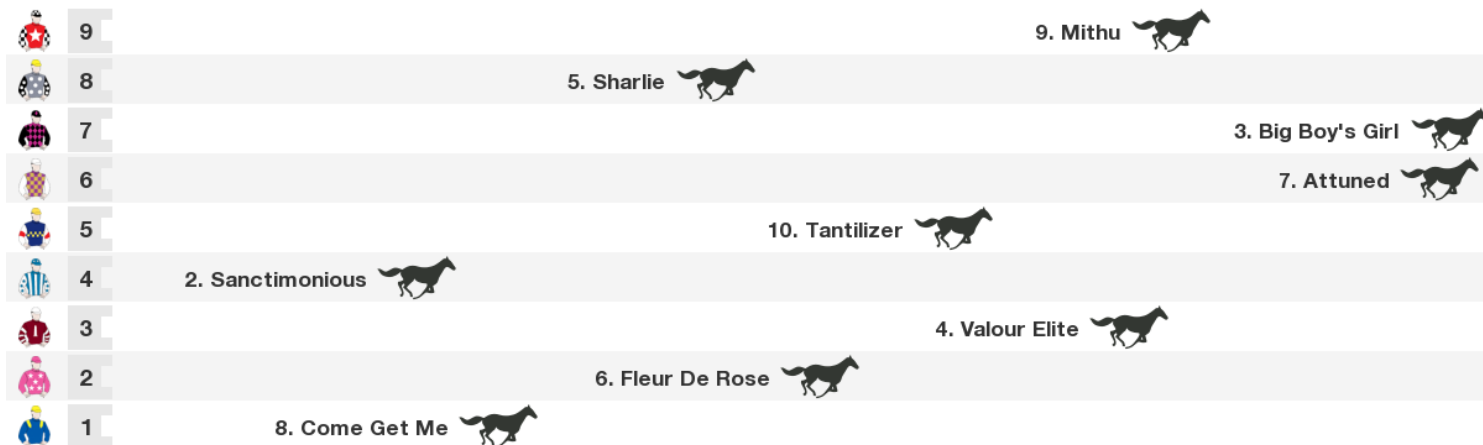 9 9. Mithu
8 5. Sharlie
7 3. Big Boy's Girl
6 7. Attuned
5 10. Tantilizer
4 2. Sanctimonious
3 4. Valour Elite
2 6. Fleur De Rose
1 8. Come Get Me